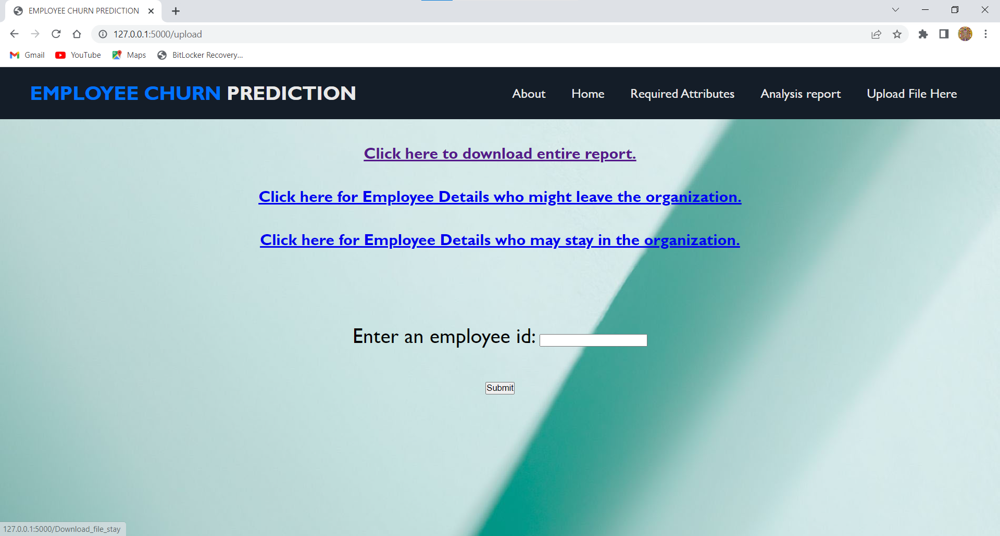 EMPLOYEE CHURN PREDICTION
127.0.0.1:5000/upload
Gmail YouTube Maps BitLocker Recovery...
EMPLOYEE CHURN PREDICTION About Home Required Attributes Analysis report Upload File Here
Click here to download entire report.
Click here for Employee Details who might leave the organization.
Click here for Employee Details who may stay in the organization.
Enter an employee id:
Submit
127.0.0.1:5000/Download_file_stay